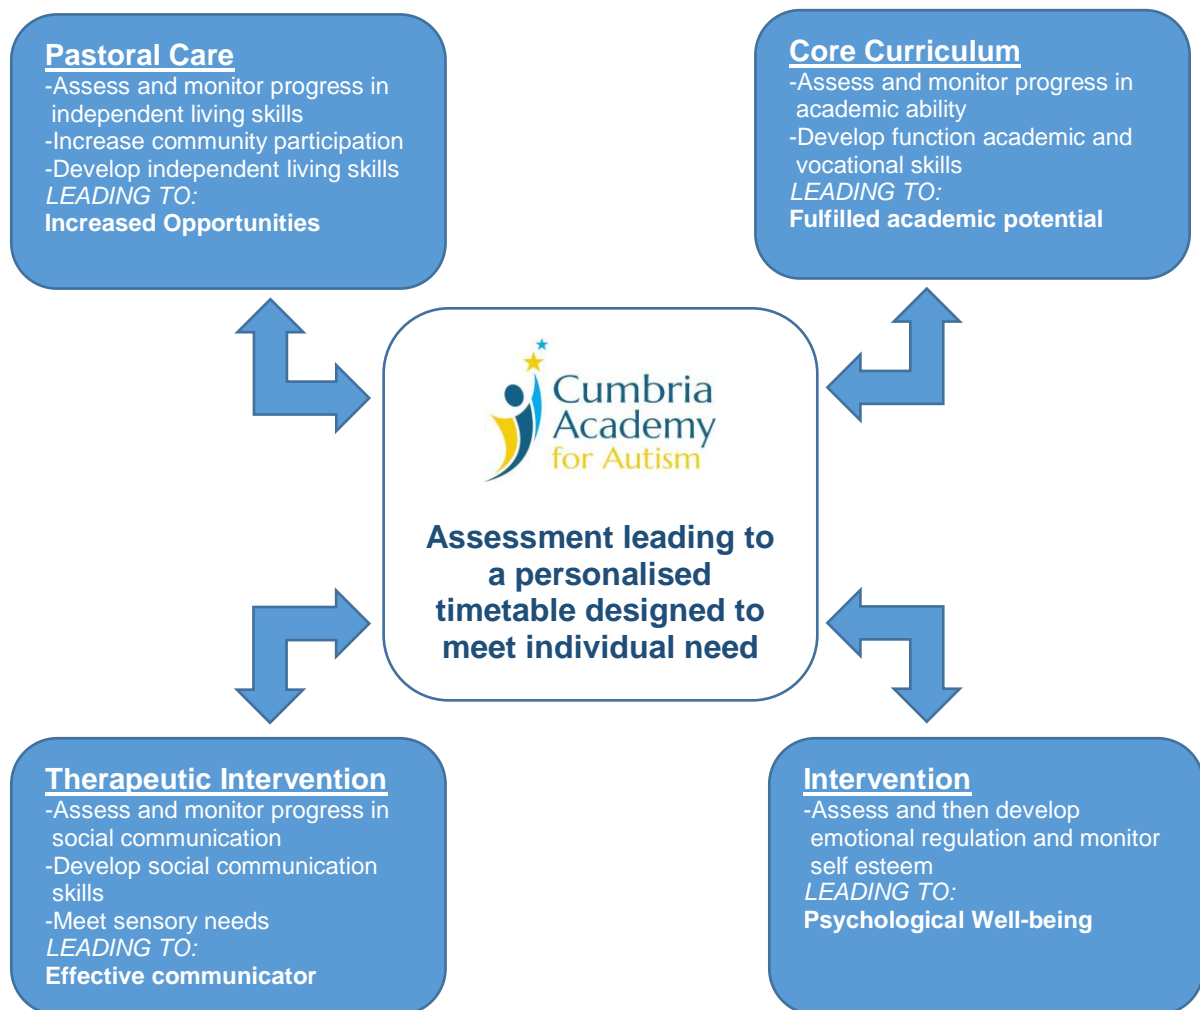 Pastoral Care
-Assess and monitor progress in
independent living skills
-Increase community participation
-Develop independent living skills
LEADING TO:
Increased Opportunities
Core Curriculum
-Assess and monitor progress in
academic ability
-Develop function academic and
vocational skills
LEADING TO:
Fulfilled academic potential
Cumbria
Academy
for Autism
Assessment leading to
a personalised
timetable designed to
meet individual need
Therapeutic Intervention
-Assess and monitor progress in
social communication
-Develop social communication
skills
-Meet sensory needs
LEADING TO:
Effective communicator
Intervention
-Assess and then develop
emotional regulation and monitor
self esteem
LEADING TO:
Psychological Well-being